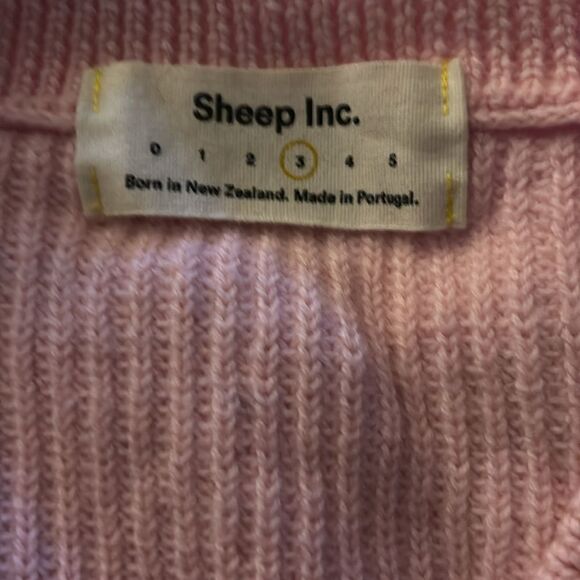 Sheep Inc.
0 1 2 3 4 5
Born in New Zealand. Made in Portugal.